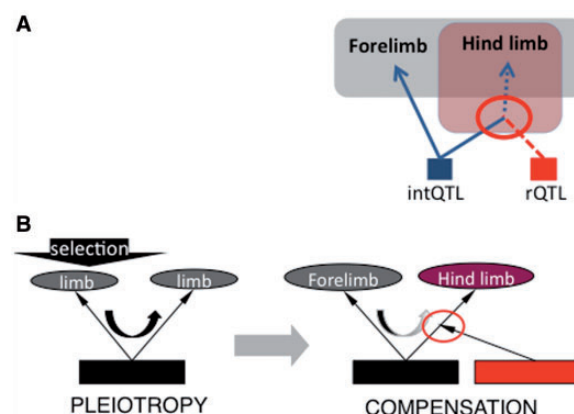 A
Forelimb Hind limb
intQTL rQTL
B
selection
limb limb Forelimb Hind limb
PLEIOTROPY COMPENSATION